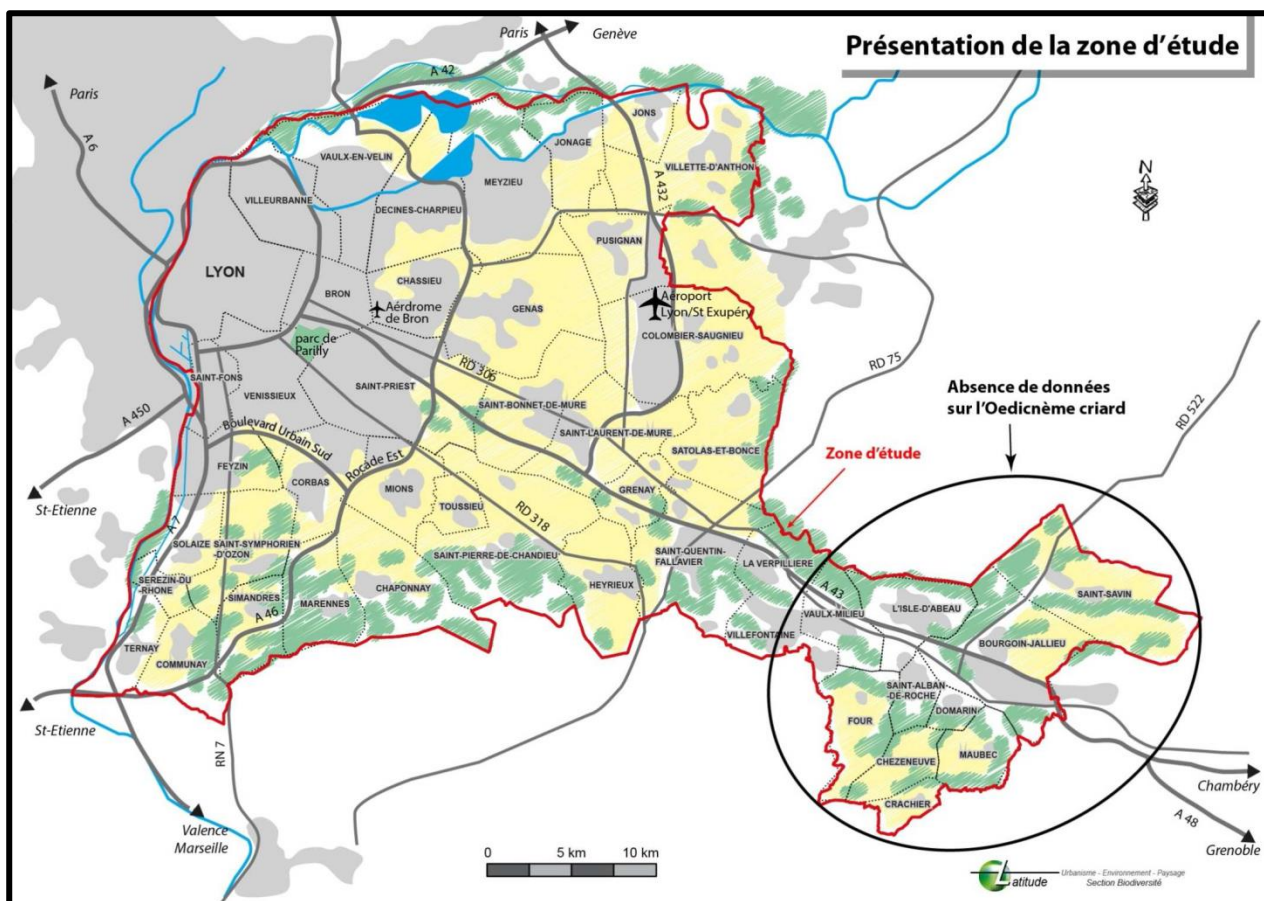 Présentation de la zone d'étude
Paris
Genève
A 42
Paris
A 6
JONS
JONAGE
VAULX-EN-VELIN
MEYZIEU
VILLETTE-D'ANTHON
A 432
N
VILLEURBANNE
DECINES-CHARPIEU
PUSIGNAN
LYON
CHASSIEU
BRON
Aérdrome
de Bron
GENAS
Aéroport
Lyon/St Exupéry
COLOMBIER-SAUGNIEU
parc de
Parilly
RD 306
RD 75
SAINT-FONS
SAINT-PRIEST
VENISSIEUX
A 450
Absence de données
sur l'Oedicnème criard
RD 522
SAINT-BONNET-DE-MURE
Boulevard Urbain Sud
SAINT-LAURENT-DE-MURE
SATOLAS-ET-BONCE
Zone d'étude
FEYZIN
Rocade Est
CORBAS
MIONS
GRENAY
St-Etienne
TOUSSIEU
RD 318
A 7
SOLAIZE
SAINT-SYMPHORIEN
-D'OZON
SAINT-PIERRE-DE-CHANDIEU
SAINT-QUENTIN-
FALLAVIER
LA VERPILLIERE
SEREZIN-DU
-RHONE
SIMANDRES
CHAPONNAY
HEYRIEUX
A 43
SAINT-SAVIN
MARENNES
A 46
VAULX-MILIEU
L'ISLE-D'ABEAU
VILLEFONTAINE
BOURGOIN-JALLIEU
TERNAY
COMMUNAY
SAINT-ALBAN
-DE-ROCHE
DOMARIN
FOUR
MAUBEC
St-Etienne
RN 7
CHEZENEUVE
CRACHIER
Chambéry
A 48
Valence
Marseille
Grenoble
0 5 km 10 km
Latitude
Urbanisme - Environnement - Paysage
Section Biodiversité